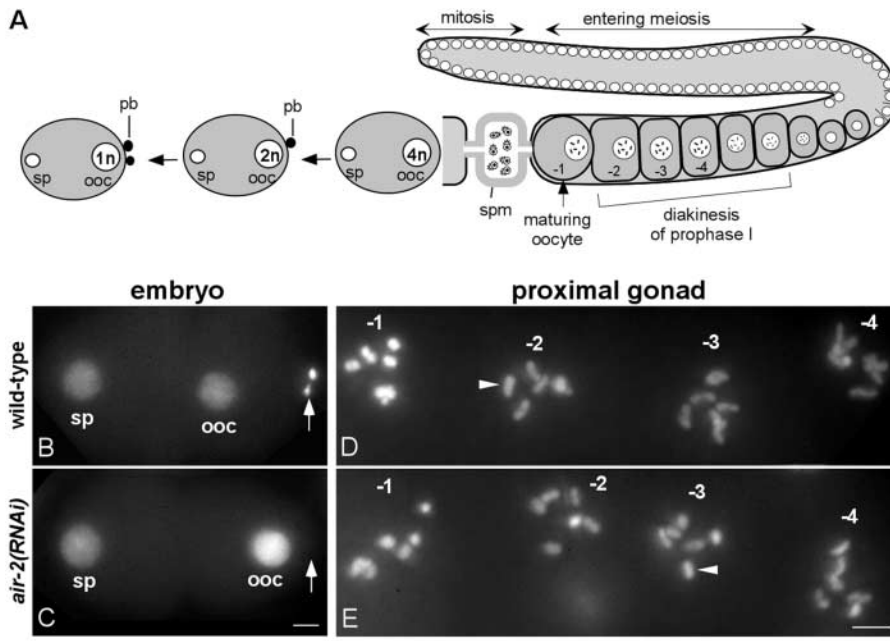 A
mitosis entering meiosis
pb
pb
1n 2n 4n
sp ooc sp ooc sp ooc
-1 -2 -3 -4
spm
maturing
oocyte
diakinesis
of prophase I
embryo proximal gonad
wild-type
-1 -2 -3 -4
sp ooc
B D
air-2(RNAi)
-1 -2 -3 -4
sp ooc
C E